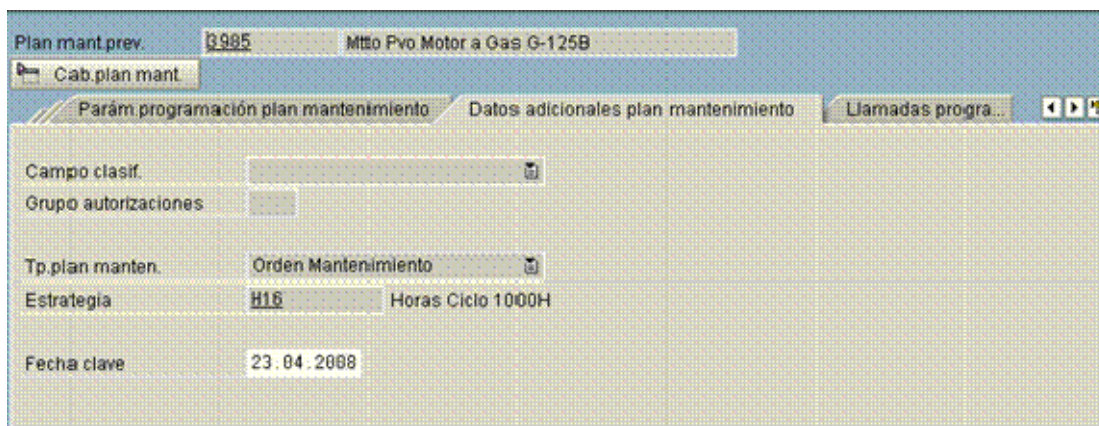 Plan mant.prev. 3985 Mtto Pvo Motor a Gas G-125B
Cab.plan mant.
Parám.programación plan mantenimiento Datos adicionales plan mantenimiento Llamadas progra...
Campo clasif.
Grupo autorizaciones
Tp.plan manten. Orden Mantenimiento
Estrategia H16 Horas Ciclo 1000H
Fecha clave 23.04.2008